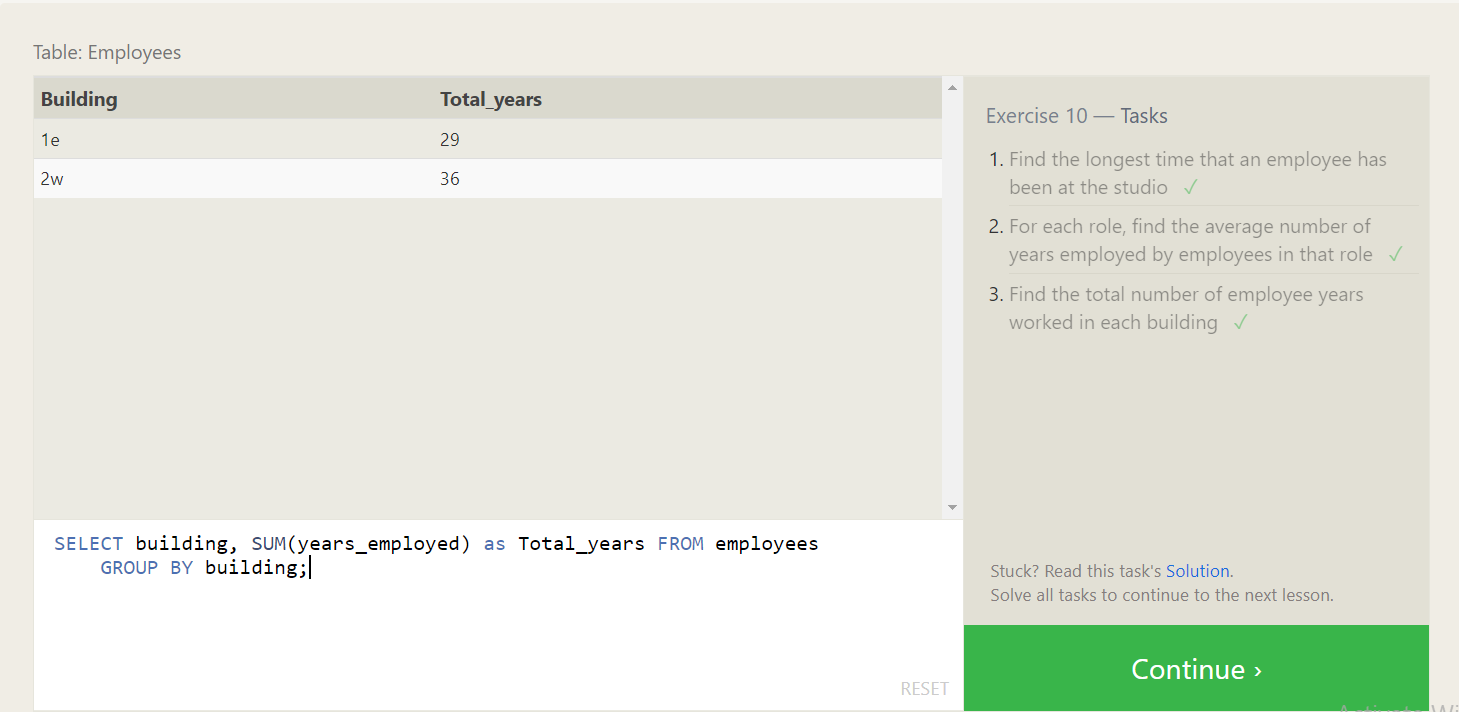 Table: Employees
Building Total_years
1e 29
2w 36
SELECT building, SUM(years_employed) as Total_years FROM employees
GROUP BY building;
RESET
Exercise 10 — Tasks
1. Find the longest time that an employee has
been at the studio ✓
2. For each role, find the average number of
years employed by employees in that role ✓
3. Find the total number of employee years
worked in each building ✓
Stuck? Read this task's Solution.
Solve all tasks to continue to the next lesson.
Continue ›